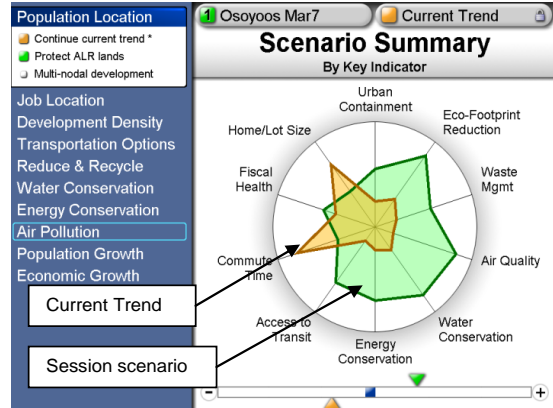 Population Location
Continue current trend *
Protect ALR lands
Multi-nodal development
Job Location
Development Density
Transportation Options
Reduce & Recycle
Water Conservation
Energy Conservation
Air Pollution
Population Growth
Economic Growth
1 Osoyoos Mar7
Current Trend
Scenario Summary
By Key Indicator
Urban
Containment
Eco-Footprint
Reduction
Waste
Mgmt
Air Quality
Water
Conservation
Energy
Conservation
Access to
Transit
Commute
Time
Fiscal
Health
Home/Lot Size
Current Trend
Session scenario